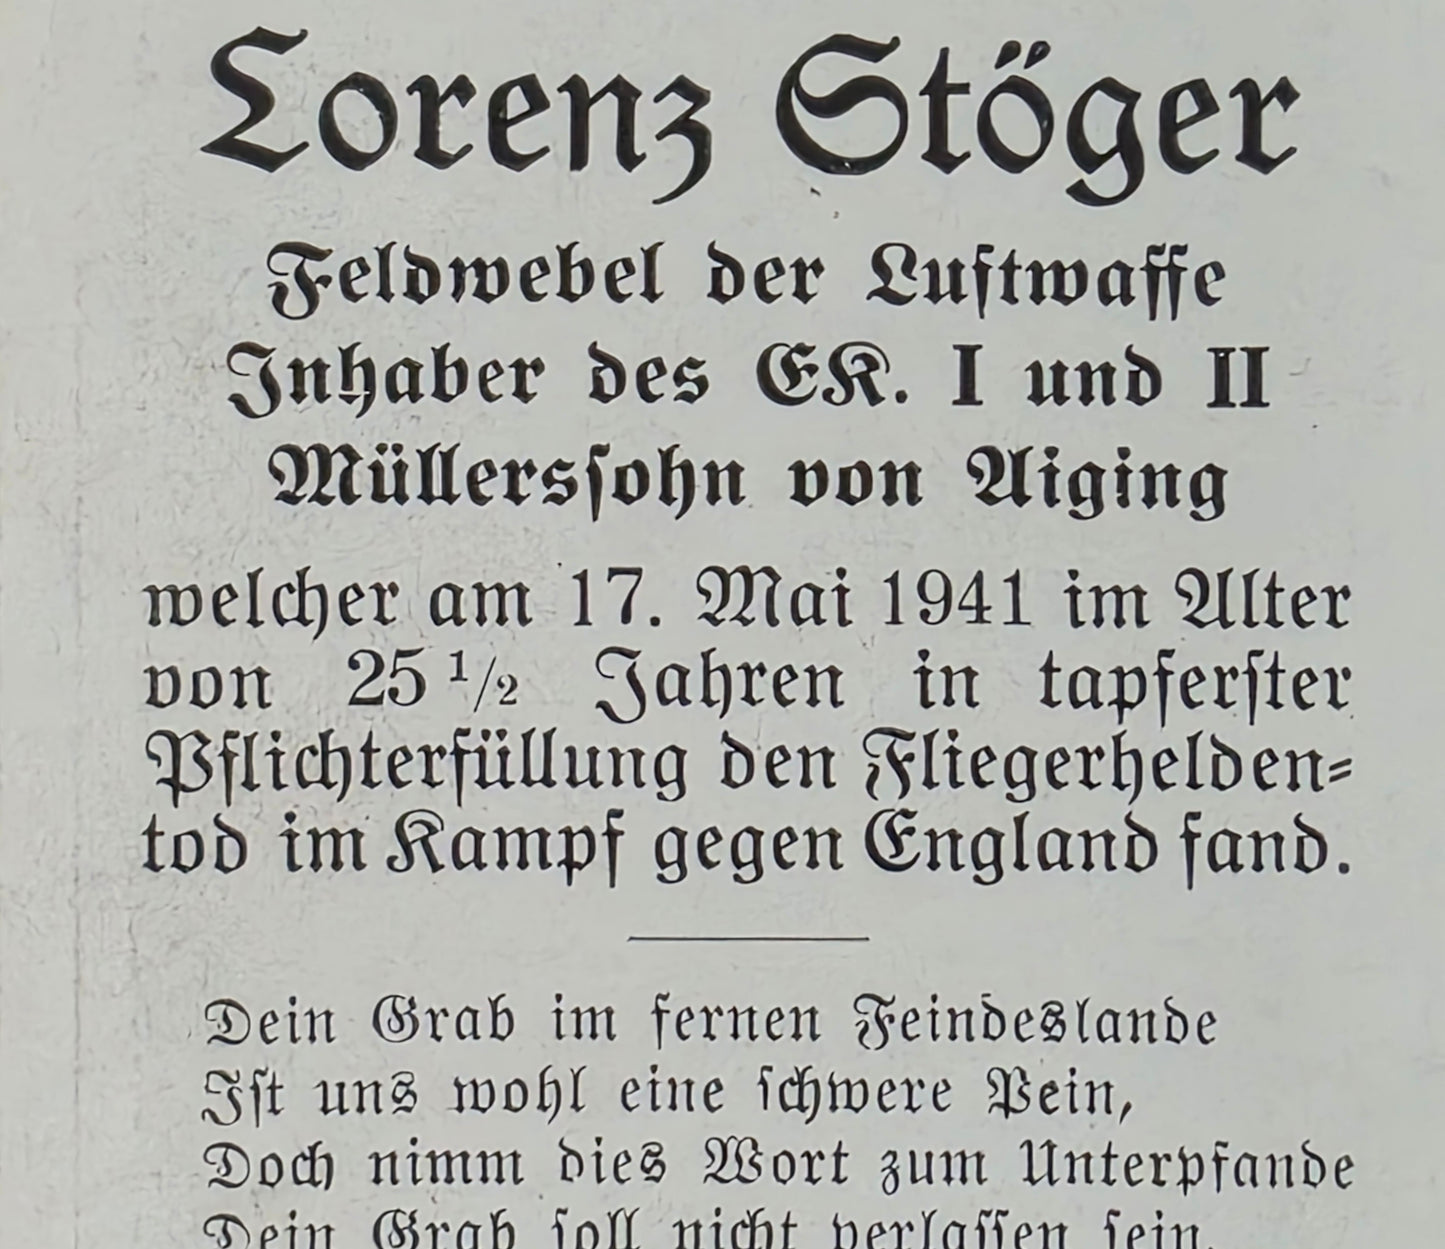 Lorenz Stöger
Feldwebel der Luftwaffe
Inhaber des EK. I und II
Müllerssohn von Aiging
welcher am 17. Mai 1941 im Alter
von 25 1/2 Jahren in tapferster
Pflichterfüllung den Fliegerhelden=
tod im Kampf gegen England fand.
Dein Grab im fernen Feindeslande
Ist uns wohl eine schwere Pein,
Doch nimm dies Wort zum Unterpfande
Dein Grab soll nicht verlassen sein.